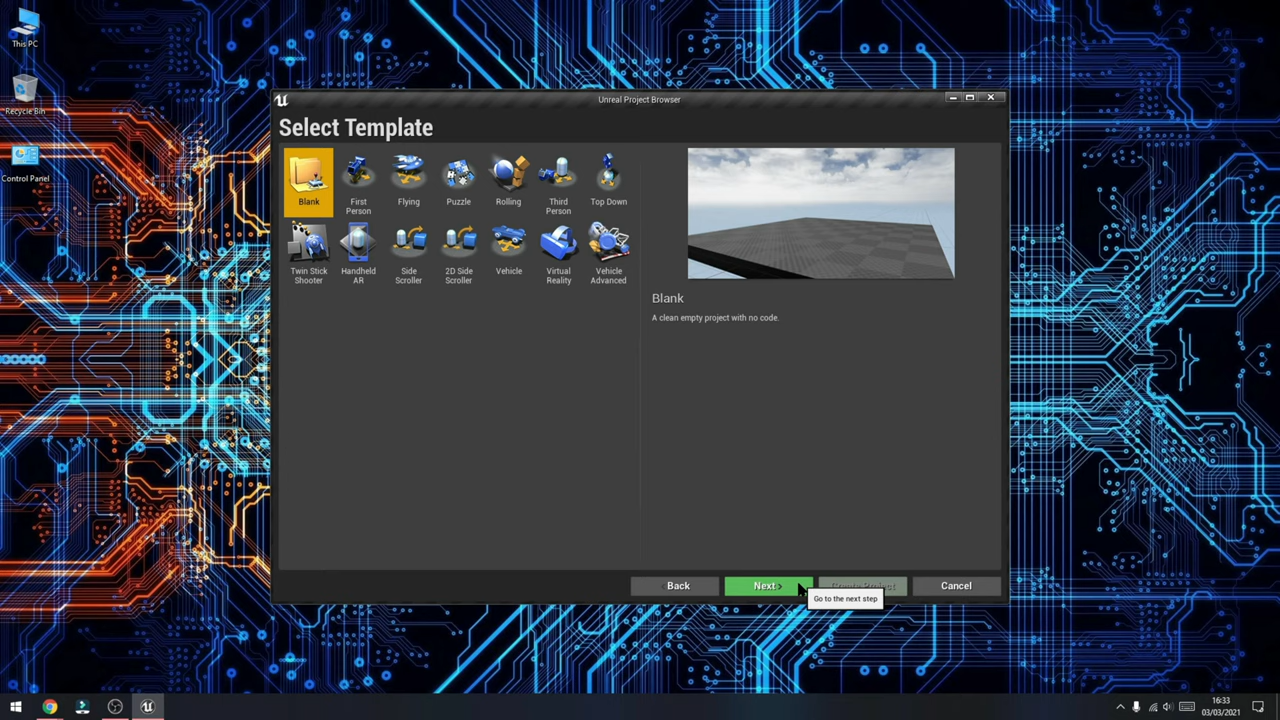 This PC
Recycle Bin
Control Panel
Unreal Project Browser
Select Template
Blank
First
Person
Flying
Puzzle
Rolling
Third
Person
Top Down
Twin Stick
Shooter
Handheld
AR
Side
Scroller
2D Side
Scroller
Vehicle
Virtual
Reality
Vehicle
Advanced
Blank
A clean empty project with no code.
Back
Next >
Create Project
Cancel
Go to the next step
16:33
03/03/2021